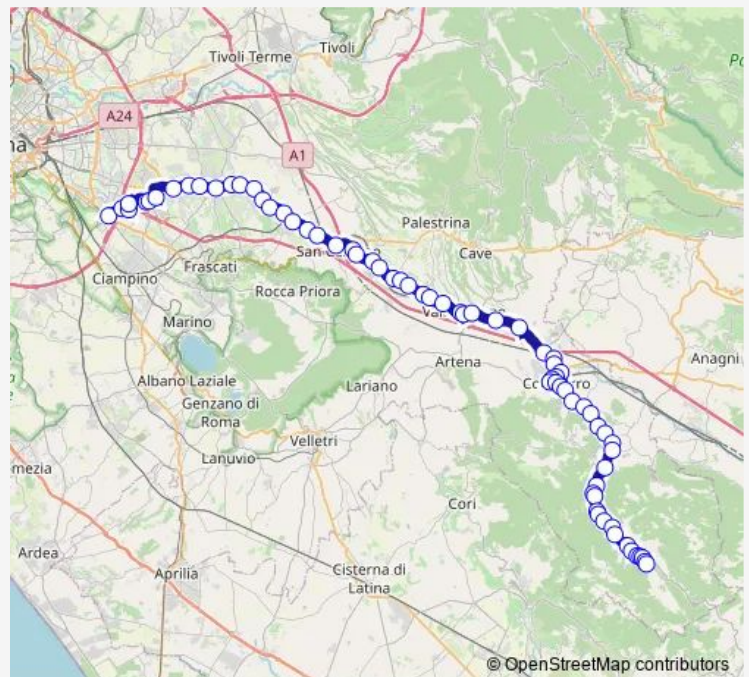 Tivoli
Tivoli Terme
A24
A1
Palestrina
Cave
San
Frascati
Ciampino
Rocca Priora
Marino
Anagni
Artena
Albano Laziale
Lariano
Genzano di
Roma
Velletri
Lanuvio
Cori
Ardea
Aprilia
Cisterna di
Latina
© OpenStreetMap contributors